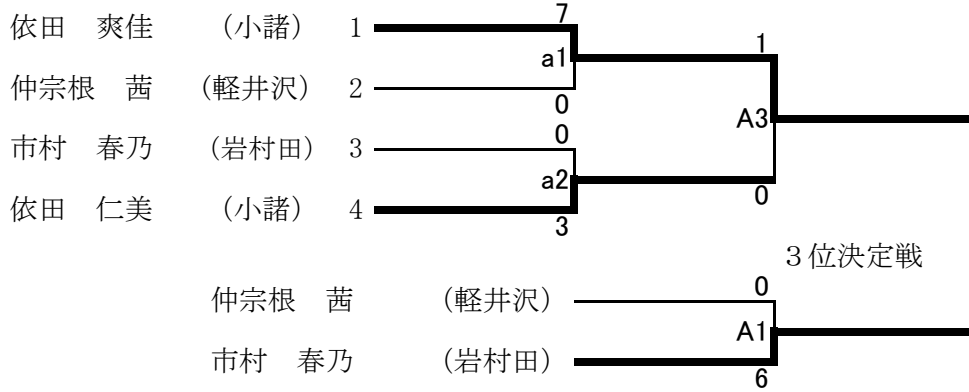 7
依田 爽佳 （小諸） 1
a1 1
仲宗根 茜 （軽井沢） 2
0
A3
0
市村 春乃 （岩村田） 3
a2
0
依田 仁美 （小諸） 4
3
３位決定戦
0
仲宗根 茜 （軽井沢）
A1
市村 春乃 （岩村田）
6